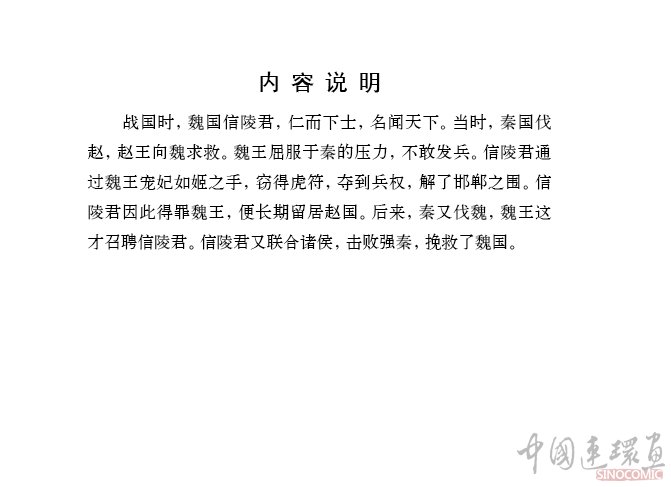 内容说明
战国时，魏国信陵君，仁而下士，名闻天下。当时，秦国伐
赵，赵王向魏求救。魏王屈服于秦的压力，不敢发兵。信陵君通
过魏王宠妃如姬之手，窃得虎符，夺到兵权，解了邯郸之围。信
陵君因此得罪魏王，便长期留居赵国。后来，秦又伐魏，魏王这
才召聘信陵君。信陵君又联合诸侯，击败强秦，挽救了魏国。
中國連環畫
SINOCOMIC